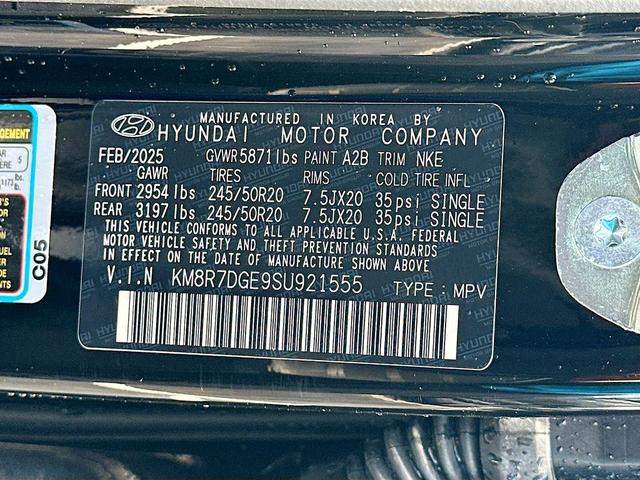 MANUFACTURED IN KOREA BY
HYUNDAI MOTOR COMPANY
FEB/2025 GVWR5871lbs PAINT A2B TRIM NKE
GAWR TIRES RIMS COLD TIRE INFL.
FRONT 2954lbs 245/50R20 7.5JX20 35psi SINGLE
REAR 3197lbs 245/50R20 7.5JX20 35psi SINGLE
THIS VEHICLE CONFORMS TO ALL APPLICABLE U.S.A. FEDERAL
MOTOR VEHICLE SAFETY AND THEFT PREVENTION STANDARDS
IN EFFECT ON THE DATE OF MANUFACTURE SHOWN ABOVE.
V.I.N KM8R7DGE9SU921555 TYPE : MPV
C05